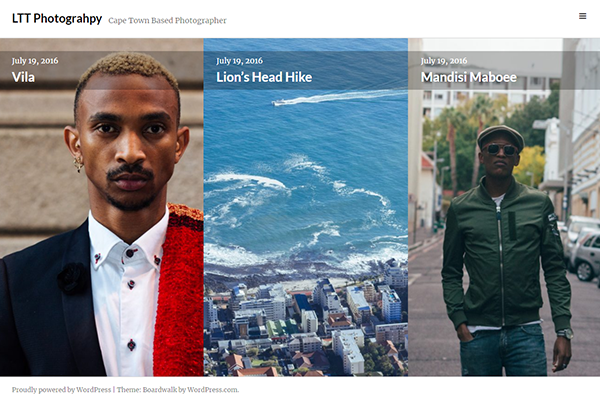 LTT Photograhpy Cape Town Based Photographer
July 19, 2016
Vila
July 19, 2016
Lion's Head Hike
July 19, 2016
Mandisi Maboee
Proudly powered by WordPress | Theme: Boardwalk by WordPress.com.